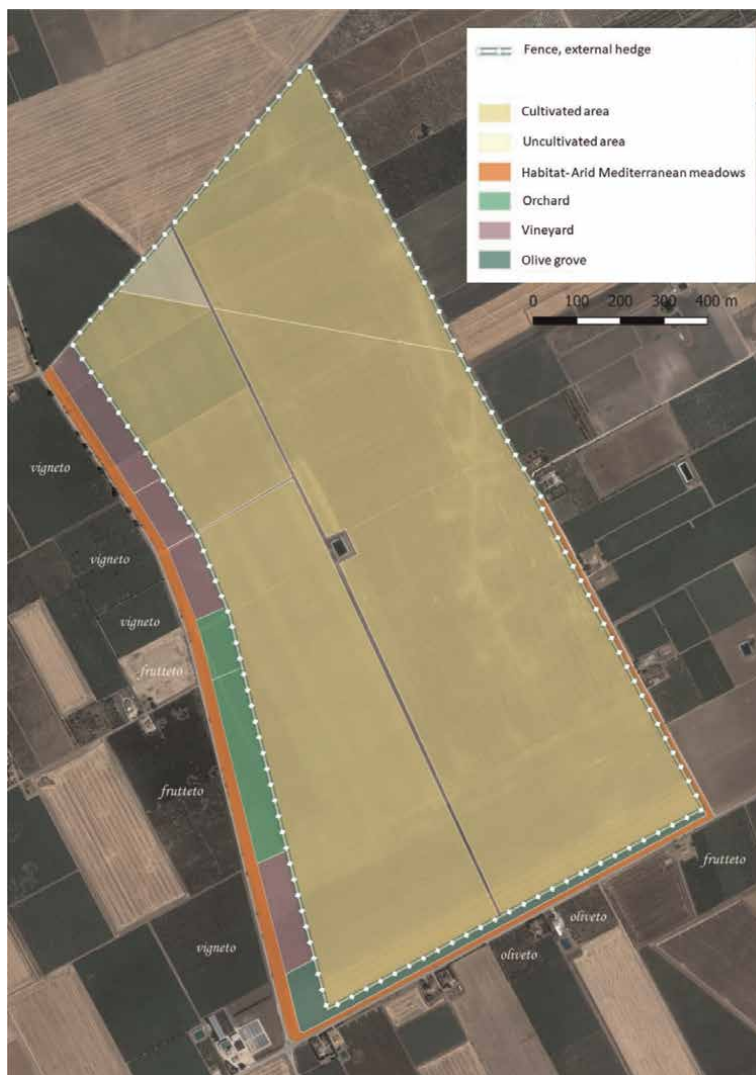 Fence, external hedge
Cultivated area
Uncultivated area
Habitat- Arid Mediterranean meadows
Orchard
Vineyard
Olive grove
0 100 200 300 400 m
vigneto
vigneto
vigneto
frutteto
frutteto
frutteto
oliveto
vigneto
oliveto